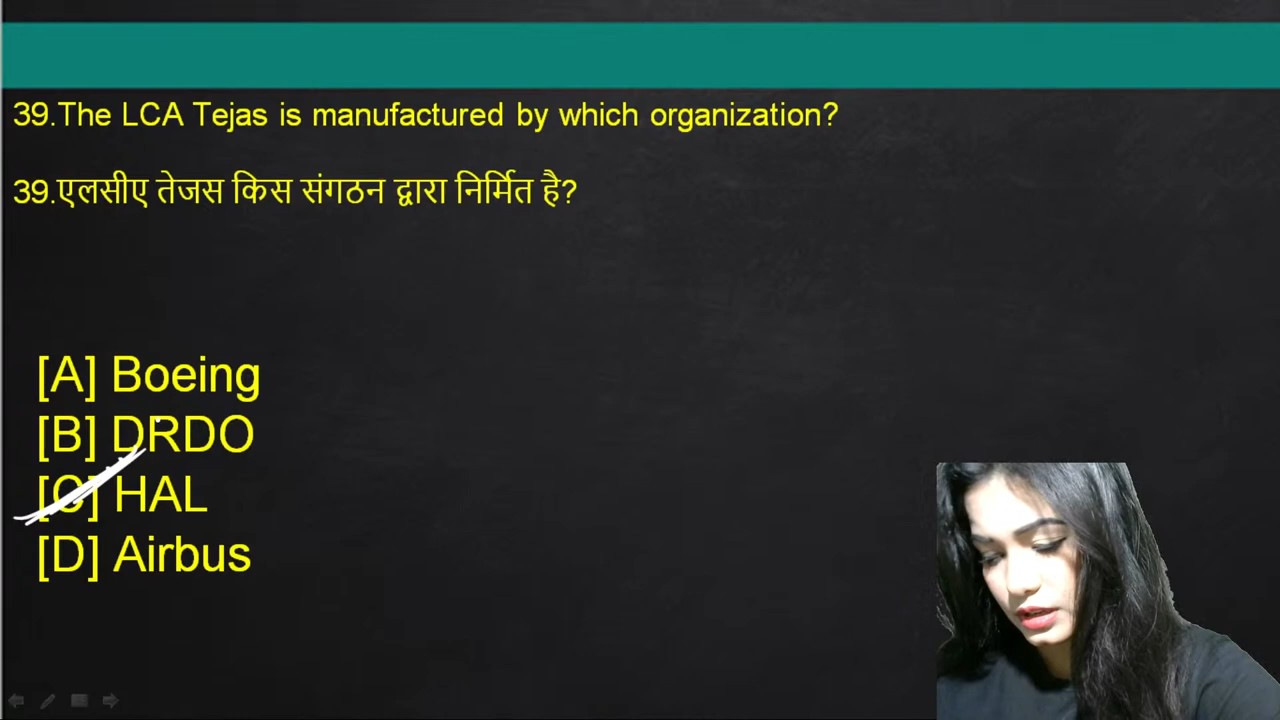 39.The LCA Tejas is manufactured by which organization?
39.एलसीए तेजस किस संगठन द्वारा निर्मित है?
[A] Boeing
[B] DRDO
[C] HAL
[D] Airbus